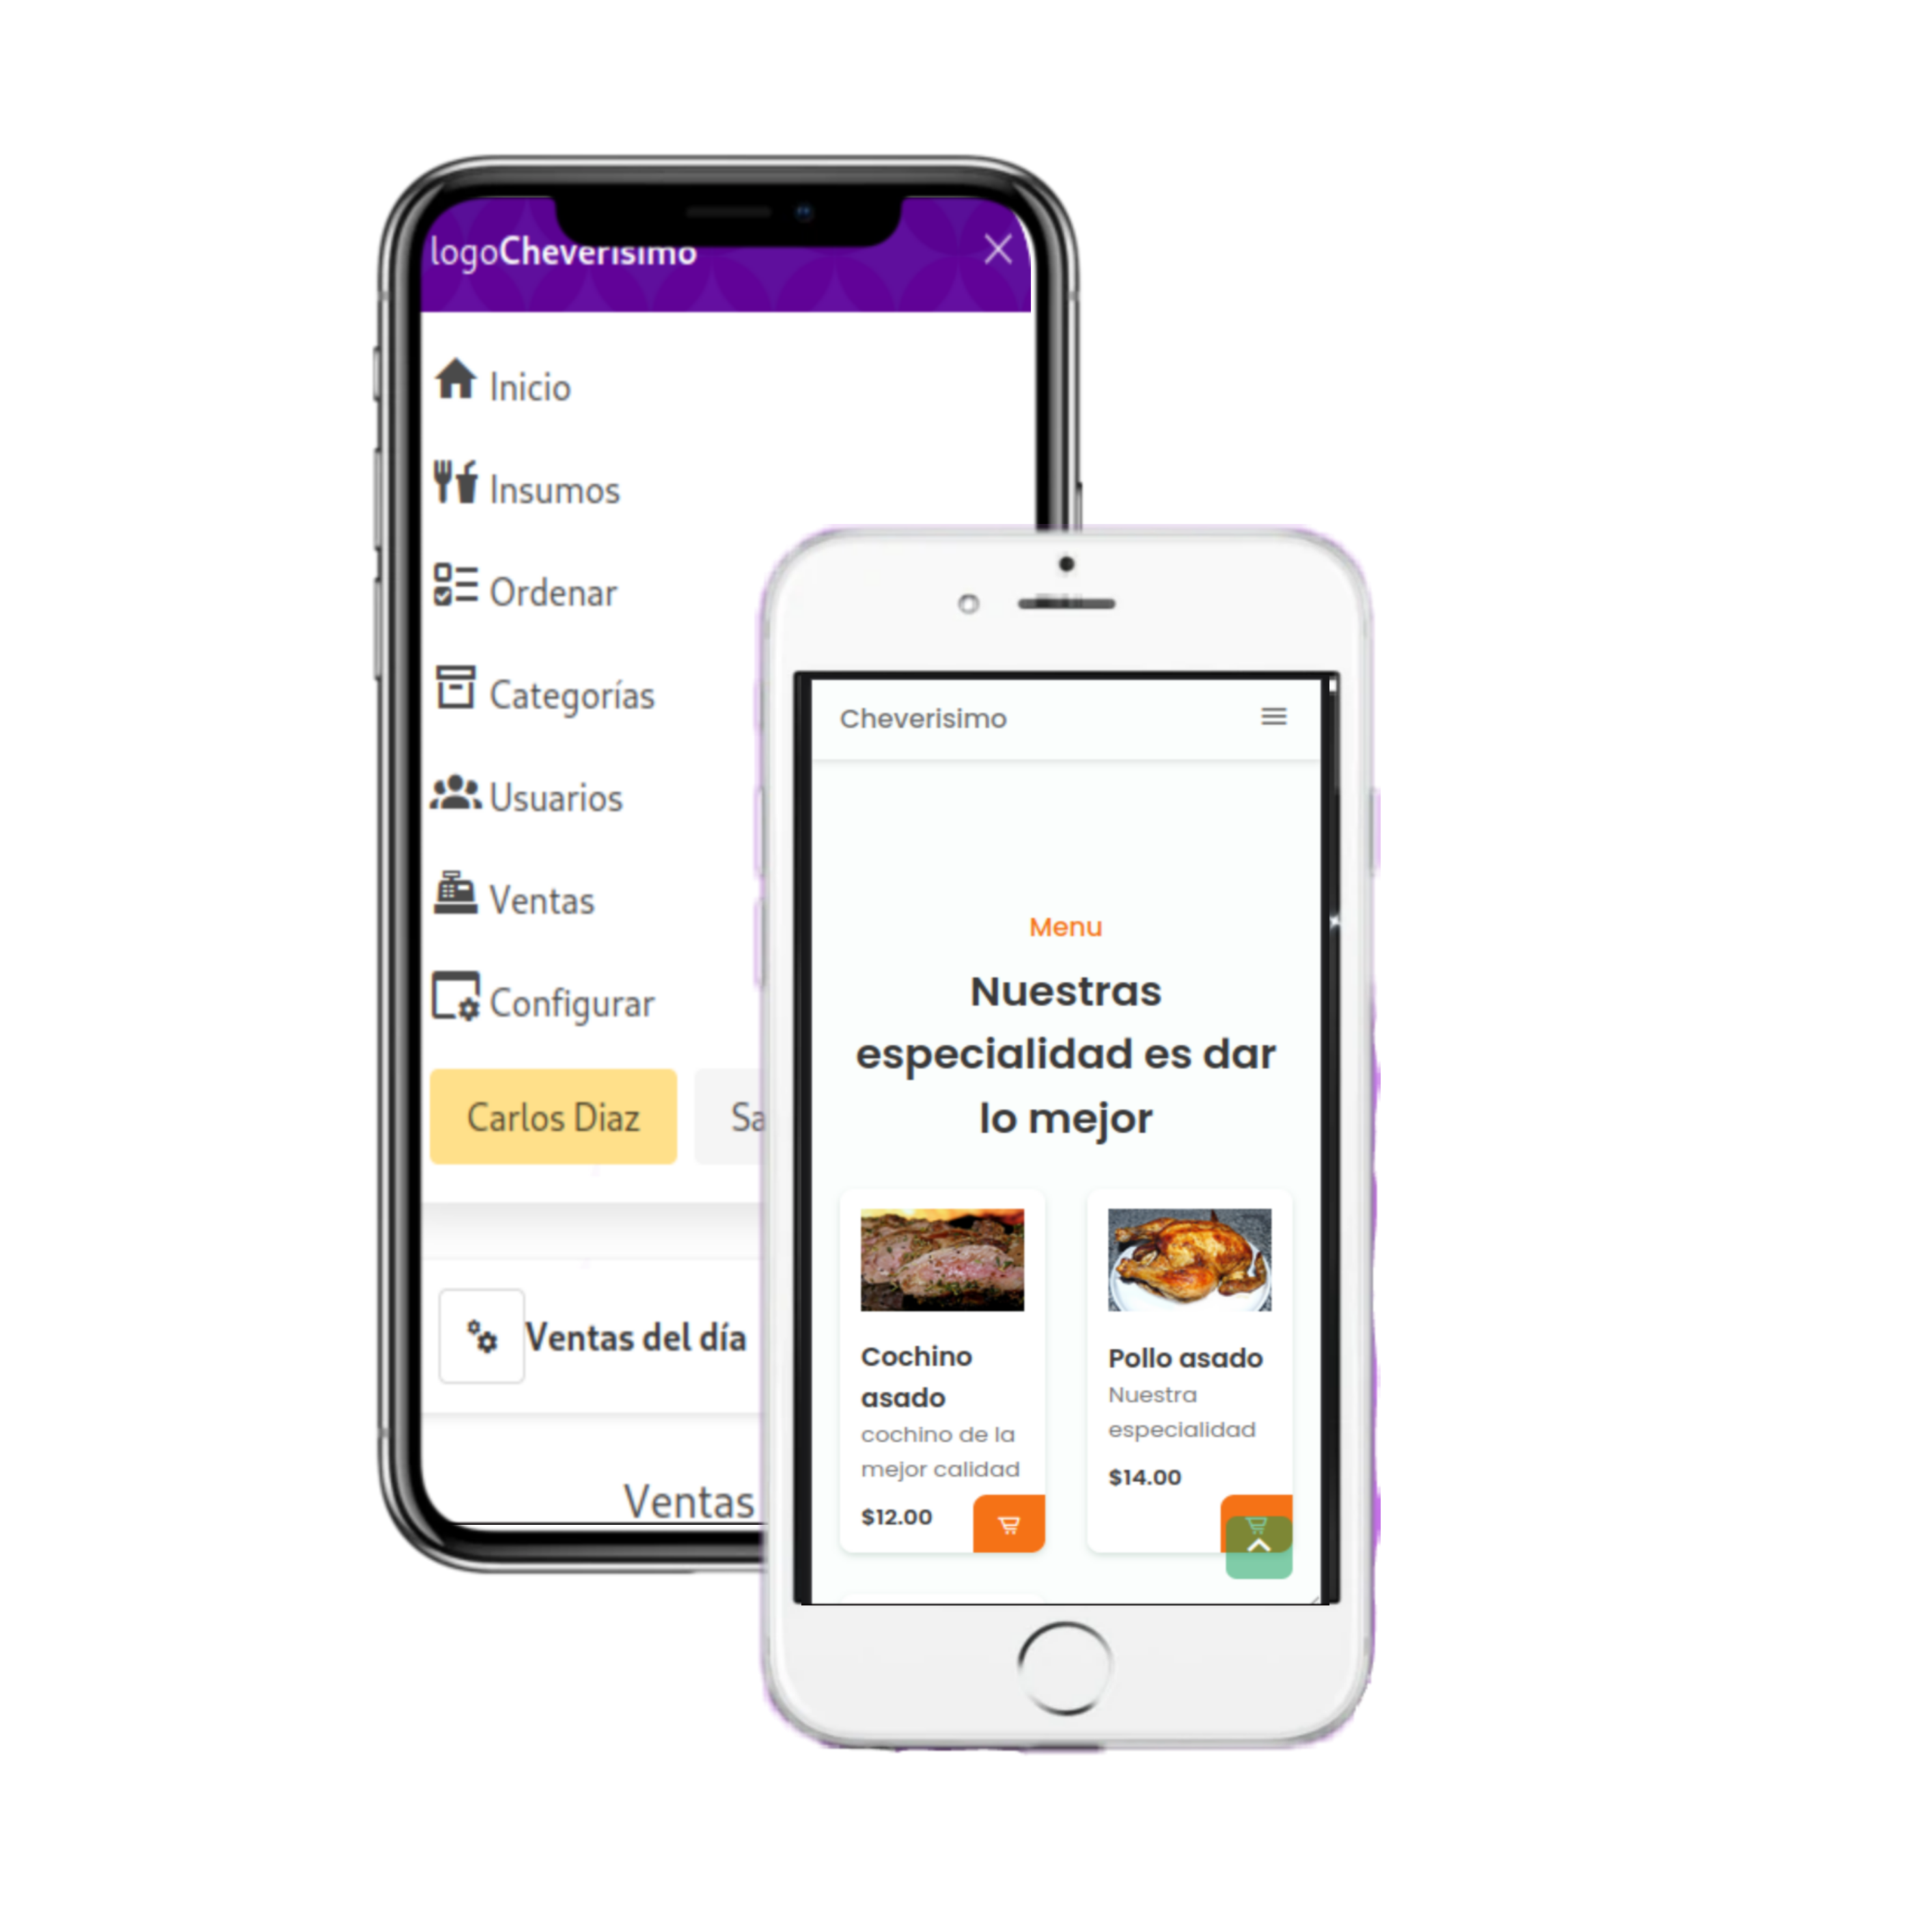 logoCheverisimo
Inicio
Insumos
Ordenar
Categorías
Usuarios
Ventas
Configurar
Carlos Diaz
Ventas del día
Ventas
Cheverisimo
Menu
Nuestras
especialidad es dar
lo mejor
Cochino
asado
cochino de la
mejor calidad
$12.00
Pollo asado
Nuestra
especialidad
$14.00